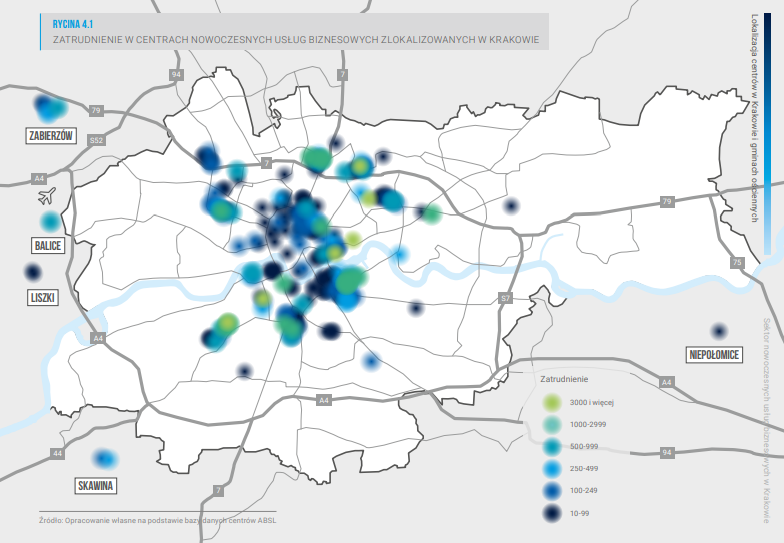 RYCINA 4.1
ZATRUDNIENIE W CENTRACH NOWOCZESNYCH USŁUG BIZNESOWYCH ZLOKALIZOWANYCH W KRAKOWIE
Lokalizacja centrów w Krakowie i gminach ościennych
94
7
79
ZABIERZÓW
S52
7
A4
79
BALICE
75
LISZKI
S7
Sektor nowoczesnych usług biznesowych w Krakowie
A4
NIEPOŁOMICE
Zatrudnienie
A4
A4
3000 i więcej
1000-2999
500-999
44
94
250-499
SKAWINA
7
100-249
10-99
Źródło: Opracowanie własne na podstawie bazy danych centrów ABSL